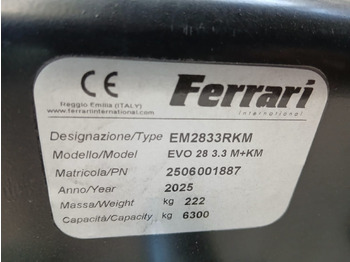 CE
Ferrari
international
Reggio Emilia (ITALY)
www.ferrariinternational.com
Designazione/Type EM2833RKM
Modello/Model EVO 28 3.3 M+KM
Matricola/PN 2506001887
Anno/Year 2025
Massa/Weight kg 222
Capacità/Capacity kg 6300